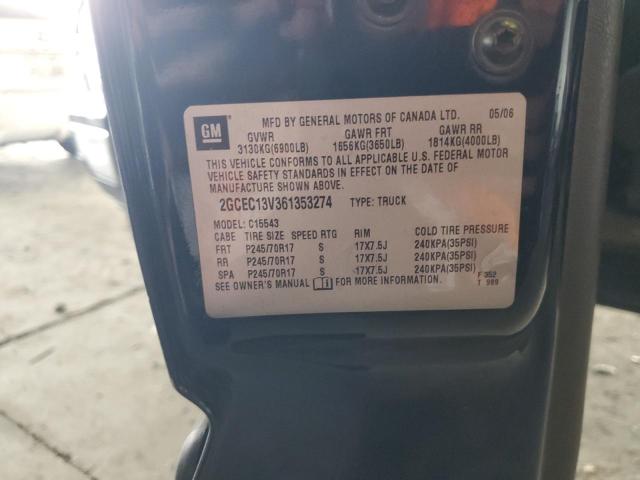 GM
MFD BY GENERAL MOTORS OF CANADA LTD. 05/06
GVWR GAWR FRT GAWR RR
3130KG(6900LB) 1656KG(3650LB) 1814KG(4000LB)
THIS VEHICLE CONFORMS TO ALL APPLICABLE U.S. FEDERAL MOTOR
VEHICLE SAFETY STANDARDS IN EFFECT ON THE DATE OF
MANUFACTURE SHOWN ABOVE.
2GCEC13V361353274 TYPE: TRUCK
MODEL: C15543
CABE TIRE SIZE SPEED RTG RIM COLD TIRE PRESSURE
FRT P245/70R17 S 17X7.5J 240KPA(35PSI)
RR P245/70R17 S 17X7.5J 240KPA(35PSI)
SPA P245/70R17 S 17X7.5J 240KPA(35PSI)
SEE OWNER'S MANUAL FOR MORE INFORMATION.
F 352
T 989